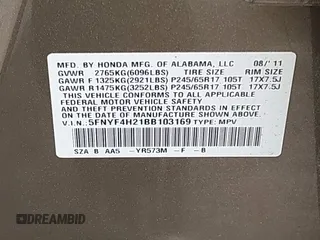 MFD. BY HONDA MFG. OF ALABAMA, LLC 08/'11
GVWR 2765KG(6096LBS) TIRE SIZE RIM SIZE
GAWR F 1325KG(2921LBS) P245/65R17 105T 17X7.5J
GAWR R1475KG(3252LBS) P245/65R17 105T 17X7.5J
THIS VEHICLE CONFORMS TO ALL APPLICABLE
FEDERAL MOTOR VEHICLE SAFETY AND
THEFT PREVENTION STANDARDS IN EFFECT ON
THE DATE OF MANUFACTURE SHOWN ABOVE.
V.I.N.: 5FNYF4H21BB103169 TYPE: MPV
SZA B AA5 -YR573M -F -B
DREAMBID